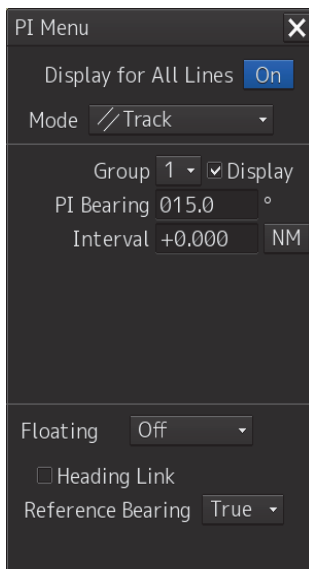 PI Menu
Display for All Lines On
Mode Track
Group 1 Display
PI Bearing 015.0 °
Interval +0.000 NM
Floating Off
Heading Link
Reference Bearing True